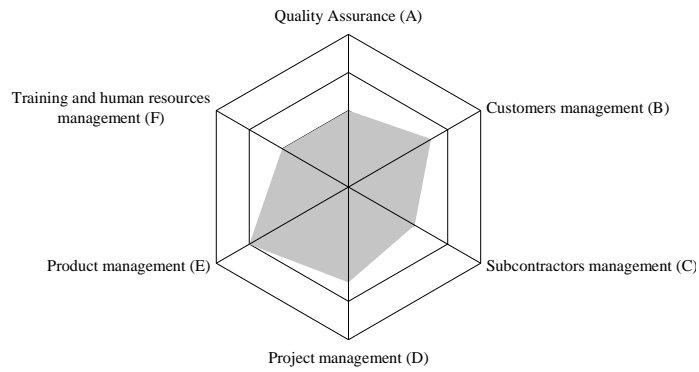 Quality Assurance (A)
Training and human resources
management (F)
Customers management (B)
Product management (E)
Subcontractors management (C)
Project management (D)